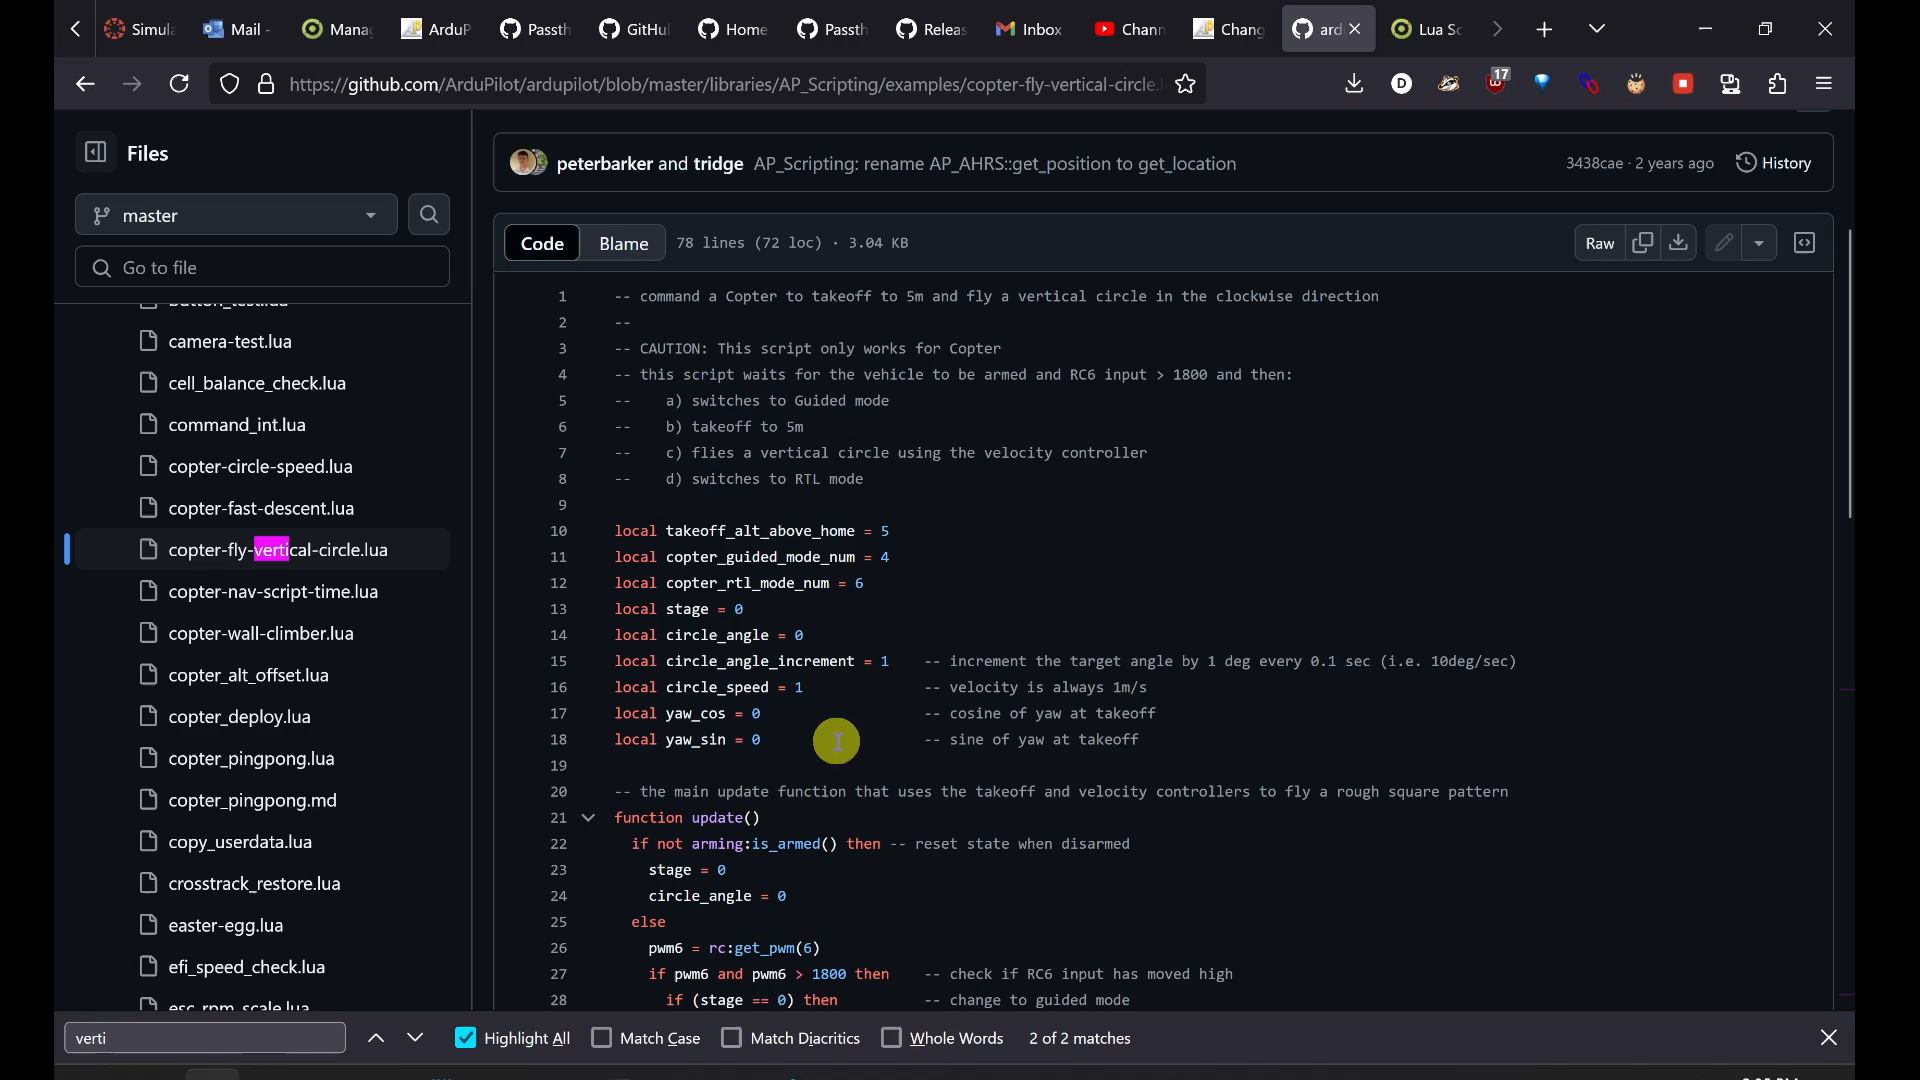 Simula
Mail -
Mana
ArduP
Passth
GitHu
Home
Passth
Releas
Inbox
Chann
Chang
ard
Lua Sc
https://github.com/ArduPilot/ardupilot/blob/master/libraries/AP_Scripting/examples/copter-fly-vertical-circle.
17
D
Files
master
Go to file
camera-test.lua
cell_balance_check.lua
command_int.lua
copter-circle-speed.lua
copter-fast-descent.lua
copter-fly-vertical-circle.lua
copter-nav-script-time.lua
copter-wall-climber.lua
copter_alt_offset.lua
copter_deploy.lua
copter_pingpong.lua
copter_pingpong.md
copy_userdata.lua
crosstrack_restore.lua
easter-egg.lua
efi_speed_check.lua
esc_rpm_scale.lua
peterbarker and tridge AP_Scripting: rename AP_AHRS::get_position to get_location
3438cae · 2 years ago
History
Code
Blame
78 lines (72 loc) · 3.04 KB
Raw
1 -- command a Copter to takeoff to 5m and fly a vertical circle in the clockwise direction
2 --
3 -- CAUTION: This script only works for Copter
4 -- this script waits for the vehicle to be armed and RC6 input > 1800 and then:
5 -- a) switches to Guided mode
6 -- b) takeoff to 5m
7 -- c) flies a vertical circle using the velocity controller
8 -- d) switches to RTL mode
9
10 local takeoff_alt_above_home = 5
11 local copter_guided_mode_num = 4
12 local copter_rtl_mode_num = 6
13 local stage = 0
14 local circle_angle = 0
15 local circle_angle_increment = 1 -- increment the target angle by 1 deg every 0.1 sec (i.e. 10deg/sec)
16 local circle_speed = 1 -- velocity is always 1m/s
17 local yaw_cos = 0 -- cosine of yaw at takeoff
18 local yaw_sin = 0 -- sine of yaw at takeoff
19
20 -- the main update function that uses the takeoff and velocity controllers to fly a rough square pattern
21 function update()
22 if not arming:is_armed() then -- reset state when disarmed
23 stage = 0
24 circle_angle = 0
25 else
26 pwm6 = rc:get_pwm(6)
27 if pwm6 and pwm6 > 1800 then -- check if RC6 input has moved high
28 if (stage == 0) then -- change to guided mode
verti
Highlight All
Match Case
Match Diacritics
Whole Words
2 of 2 matches